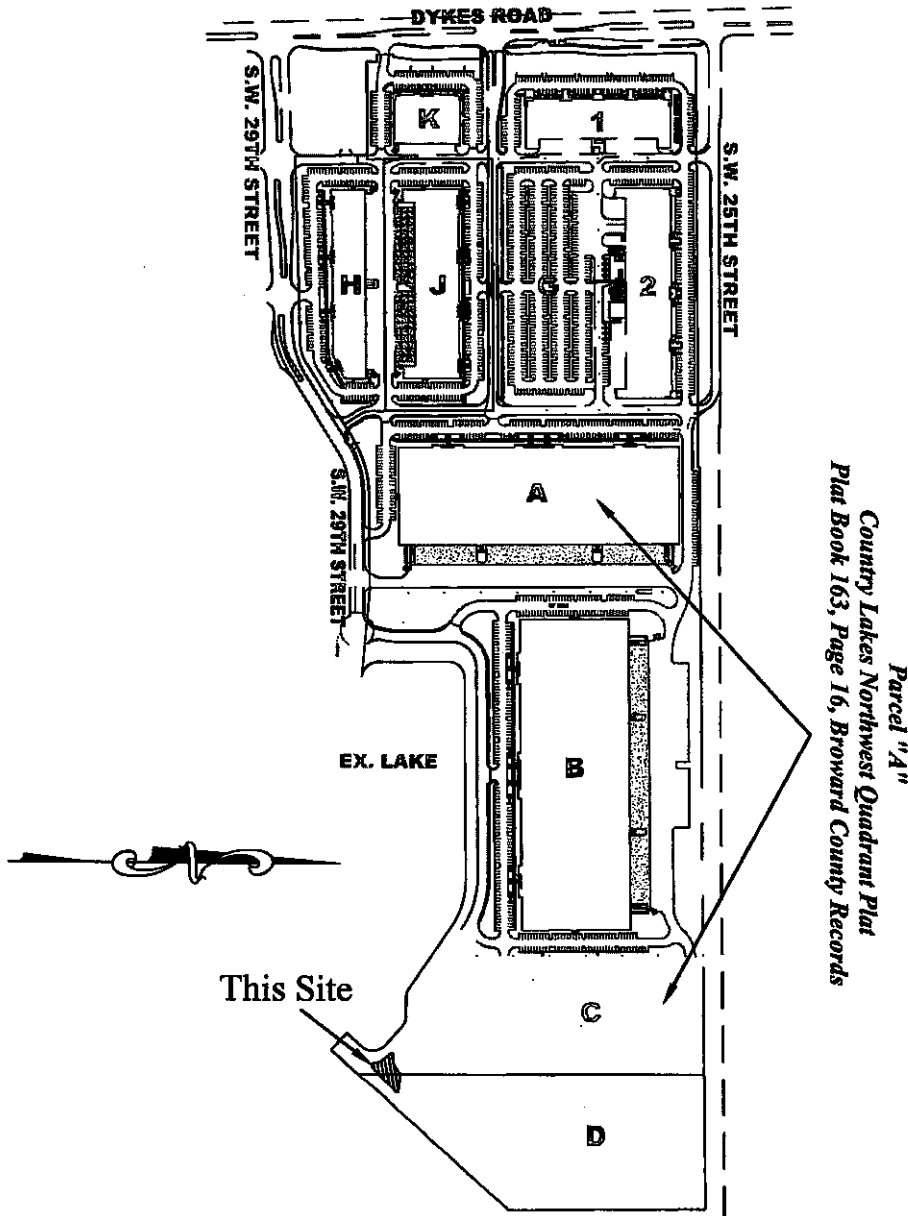 DYKES ROAD
S.W. 29TH STREET
K
1
S.W. 25TH STREET
H
J
G
2
A
S.W. 29TH STREET
Parcel "A"
Country Lakes Northwest Quadrant Plat
Plat Book 163, Page 16, Broward County Records
EX. LAKE
B
This Site
C
D